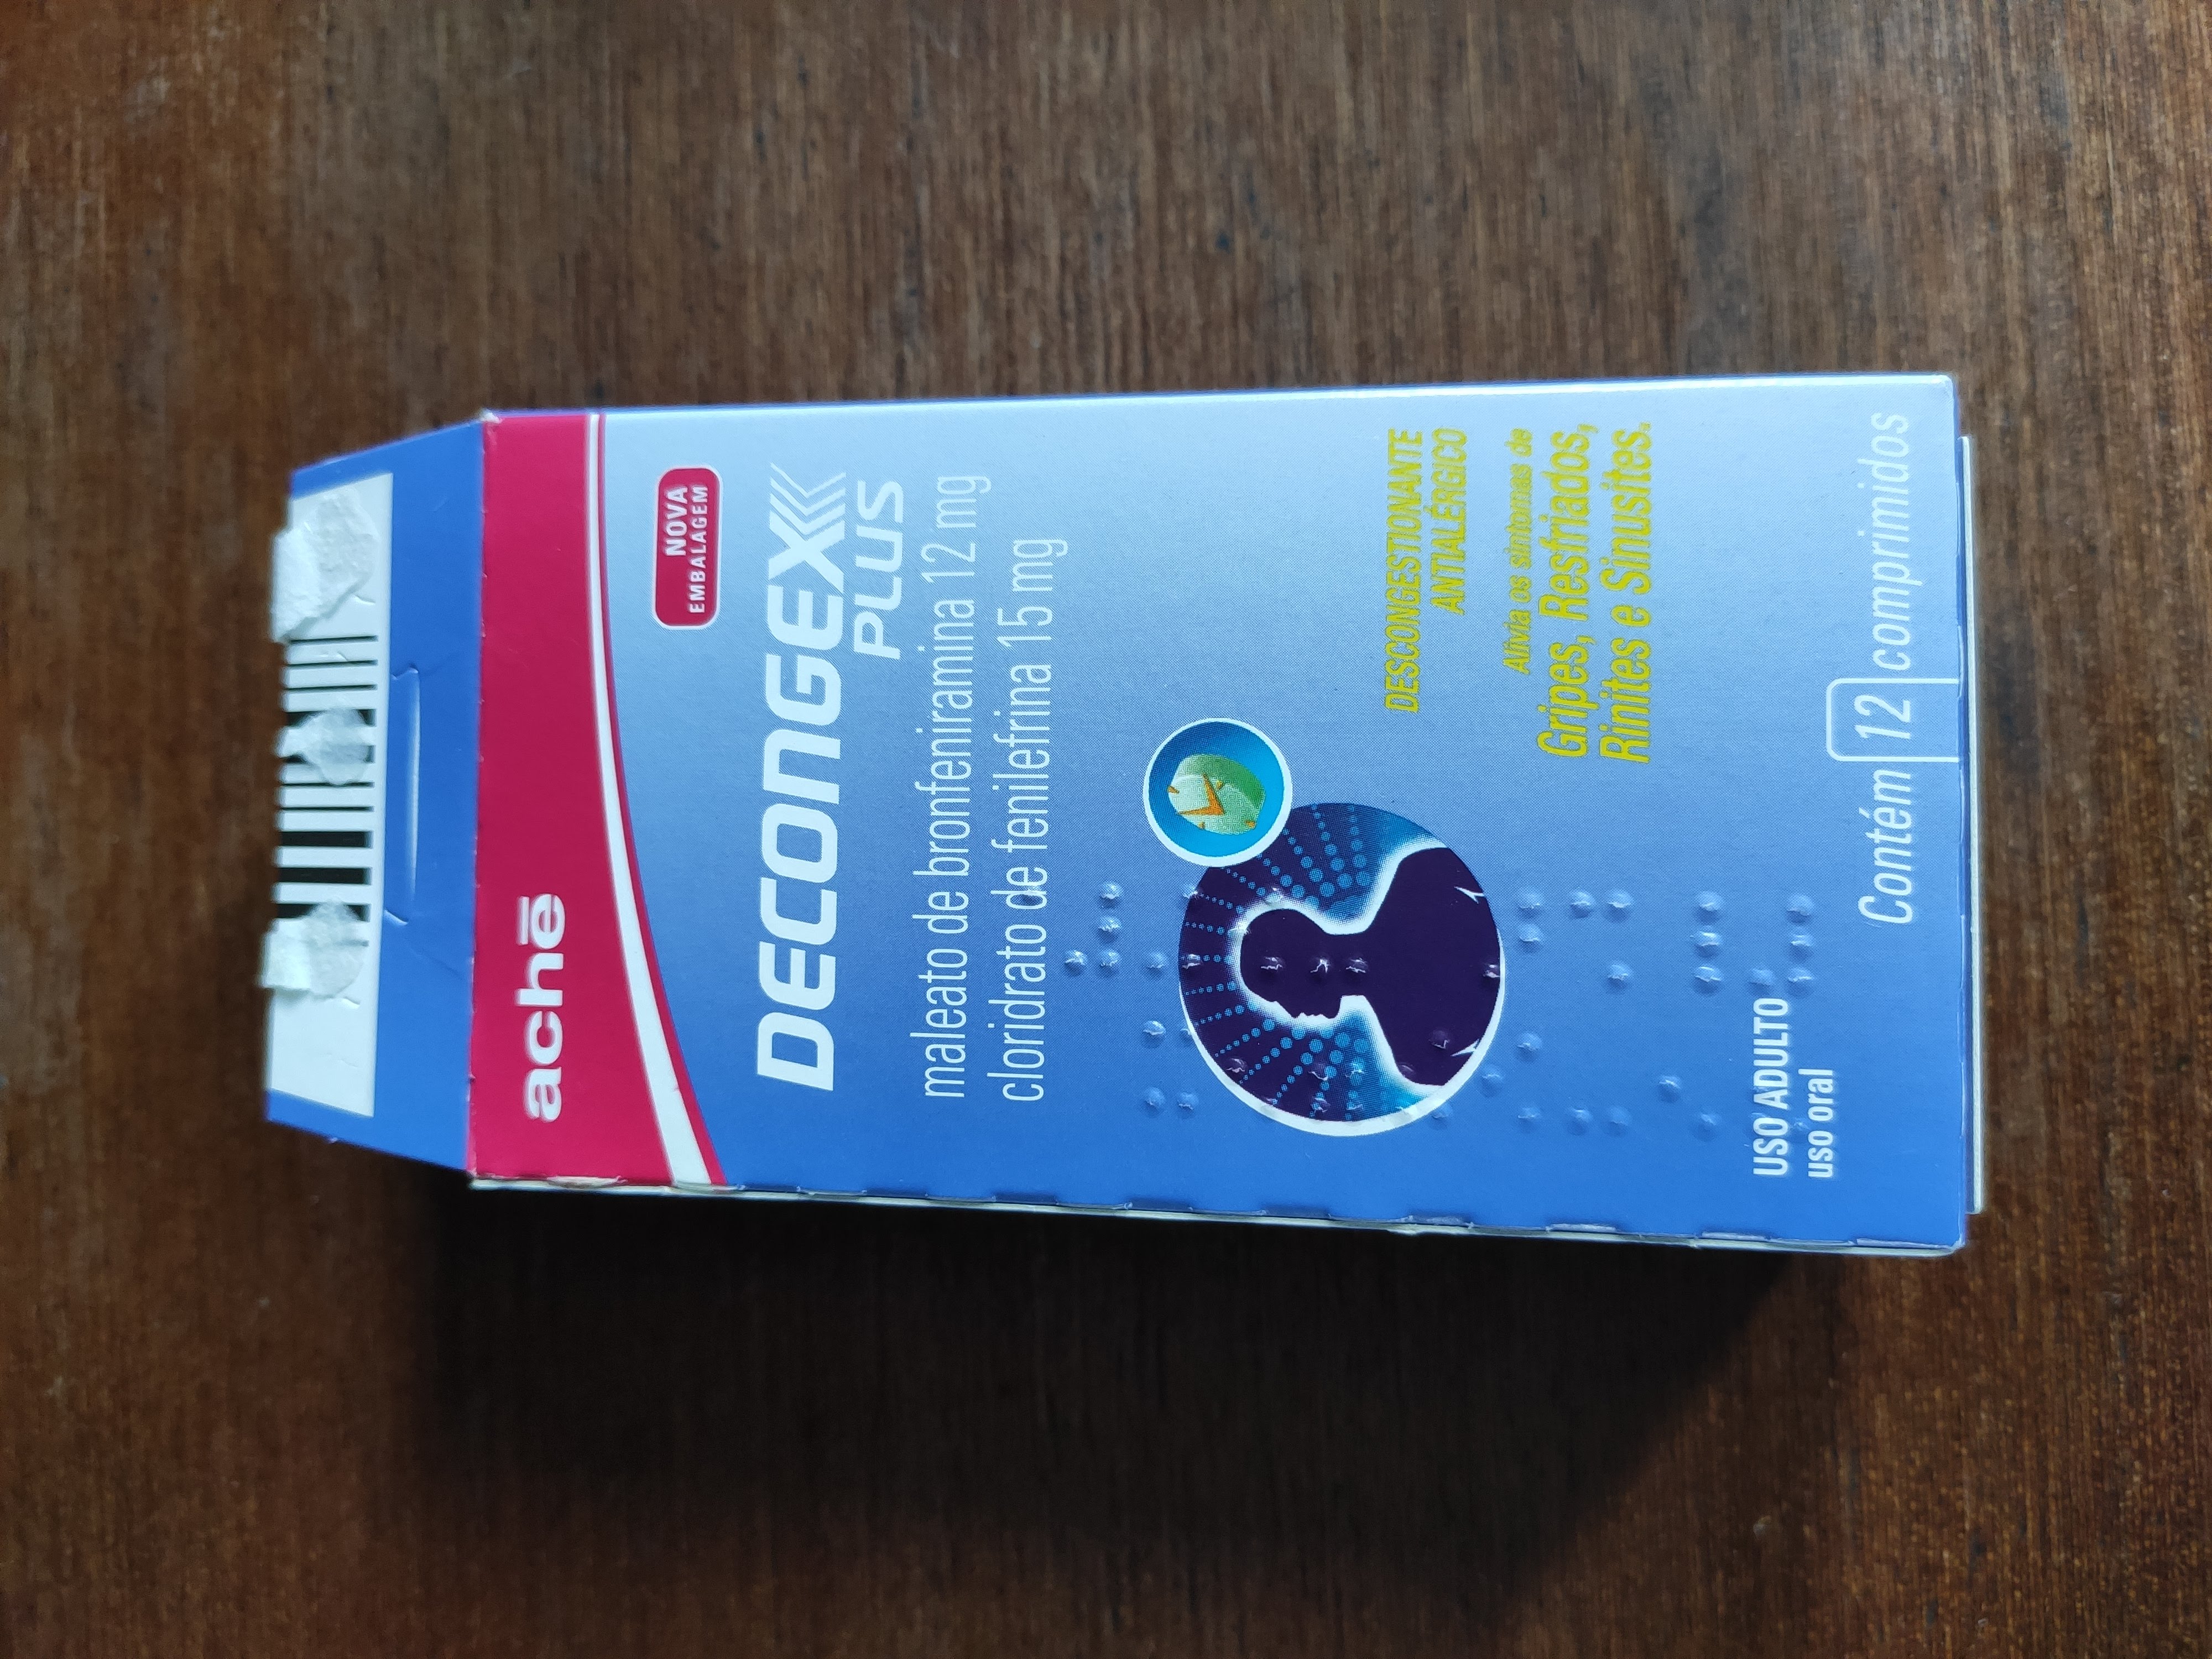 achē
NOVA
EMBALAGEM
DECONGEX
PLUS
maleato de bronfeniramina 12 mg
cloridrato de fenilefrina 15 mg
DESCONGESTIONANTE
ANTIALÉRGICO
Alivia os sintomas de
Gripes, Resfriados,
Rinites e Sinusites.
USO ADULTO
uso oral
Contém 12 comprimidos